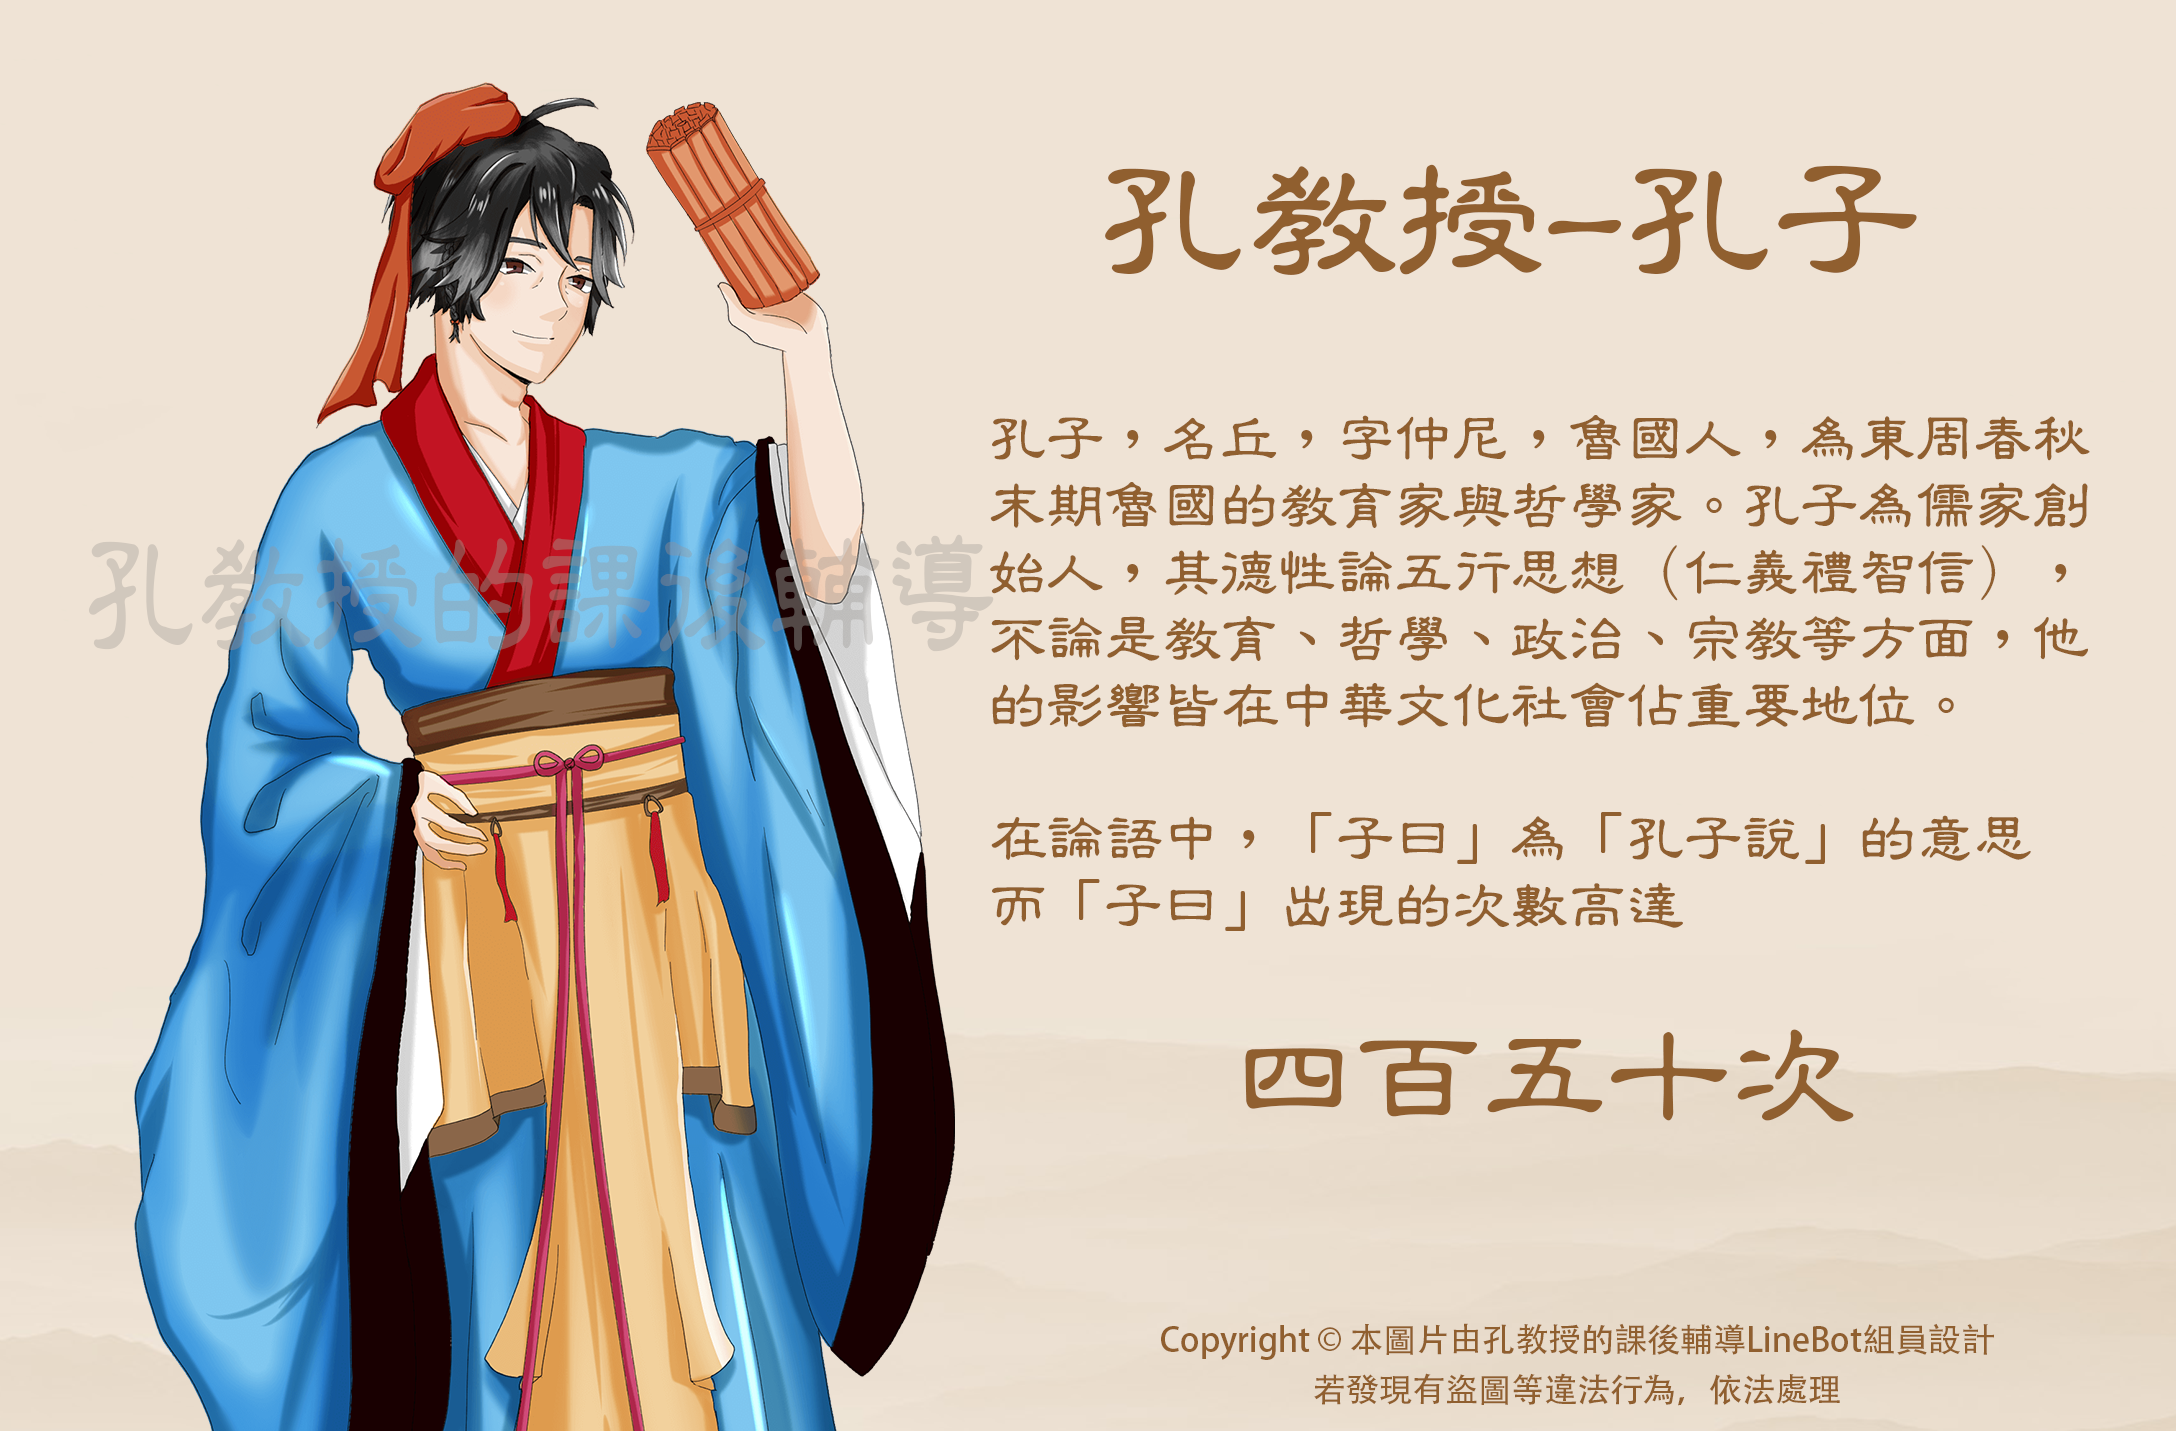 孔教授-孔子
孔子，名丘，字仲尼，魯國人，為東周春秋
末期魯國的教育家與哲學家。孔子為儒家創
始人，其德性論五行思想（仁義禮智信），
不論是教育、哲學、政治、宗教等方面，他
的影響皆在中華文化社會佔重要地位。
孔教授的課後輔導
在論語中，「子曰」為「孔子說」的意思
而「子曰」出現的次數高達
四百五十次
Copyright © 本圖片由孔教授的課後輔導LineBot組員設計
若發現有盜圖等違法行為，依法處理